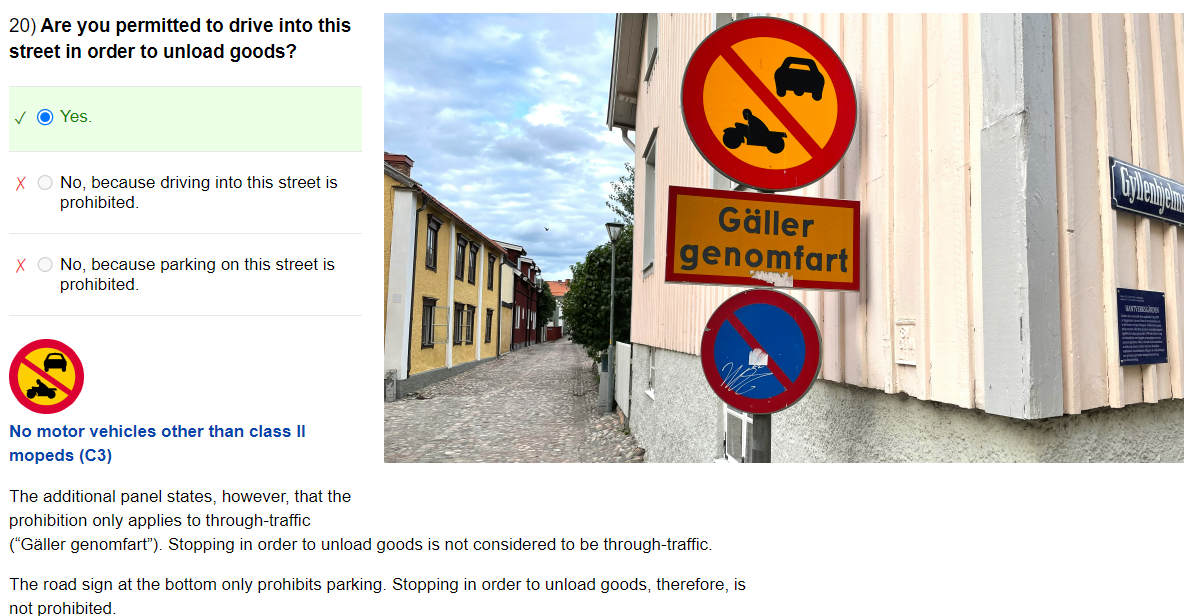 20) Are you permitted to drive into this
street in order to unload goods?
Yes.
No, because driving into this street is
prohibited.
No, because parking on this street is
prohibited.
No motor vehicles other than class II
mopeds (C3)
The additional panel states, however, that the
prohibition only applies to through-traffic
(“Gäller genomfart”). Stopping in order to unload goods is not considered to be through-traffic.
The road sign at the bottom only prohibits parking. Stopping in order to unload goods, therefore, is
not prohibited.
Gäller
genomfart
HANTVERKSGÅRDEN